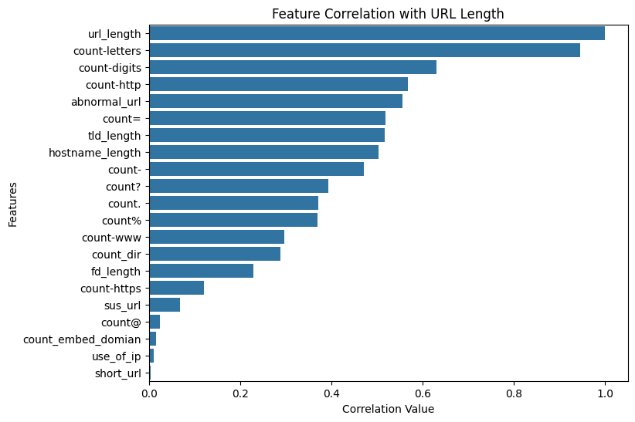 Feature Correlation with URL Length
url_length
count-letters
count-digits
count-http
abnormal_url
count=
tld_length
hostname_length
count-
count?
count.
count%
count-www
count_dir
fd_length
count-https
sus_url
count@
count_embed_domian
use_of_ip
short_url
Features
0.0 0.2 0.4 0.6 0.8 1.0
Correlation Value